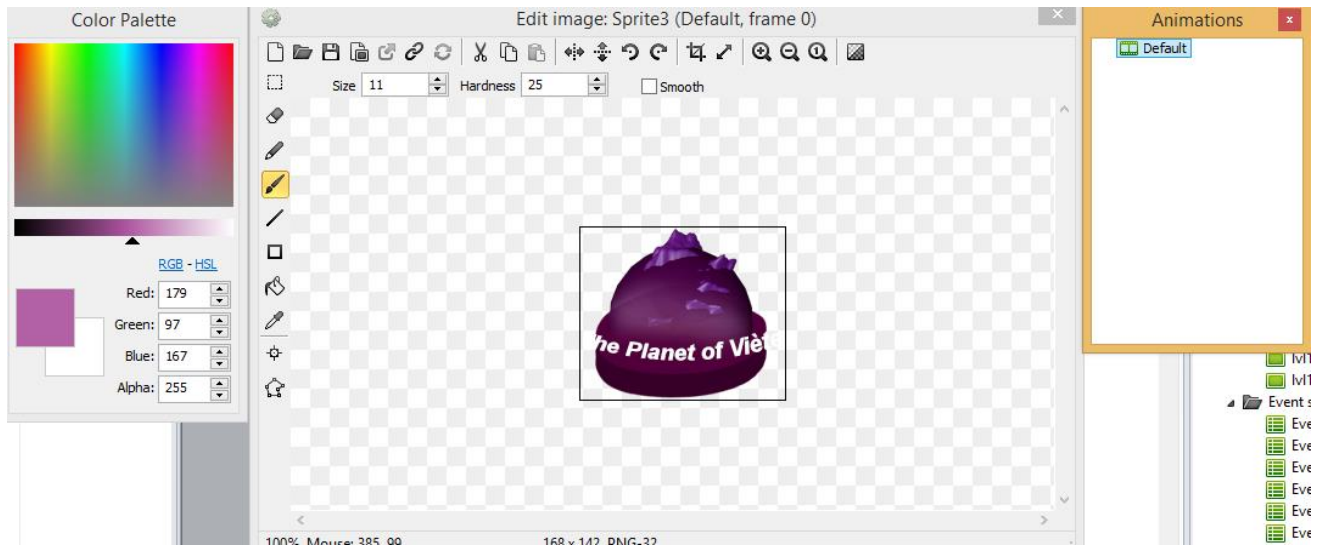 Color Palette
Edit image: Sprite3 (Default, frame 0)
Animations
x
Default
Size 11
Hardness 25
Smooth
RGB - HSL
Red: 179
Green: 97
Blue: 167
Alpha: 255
he Planet of Viète
lvl1
lvl1
Event s
Eve
Eve
Eve
Eve
Eve
Eve
100% Mouse: 385, 99
168 x 142, PNG-32